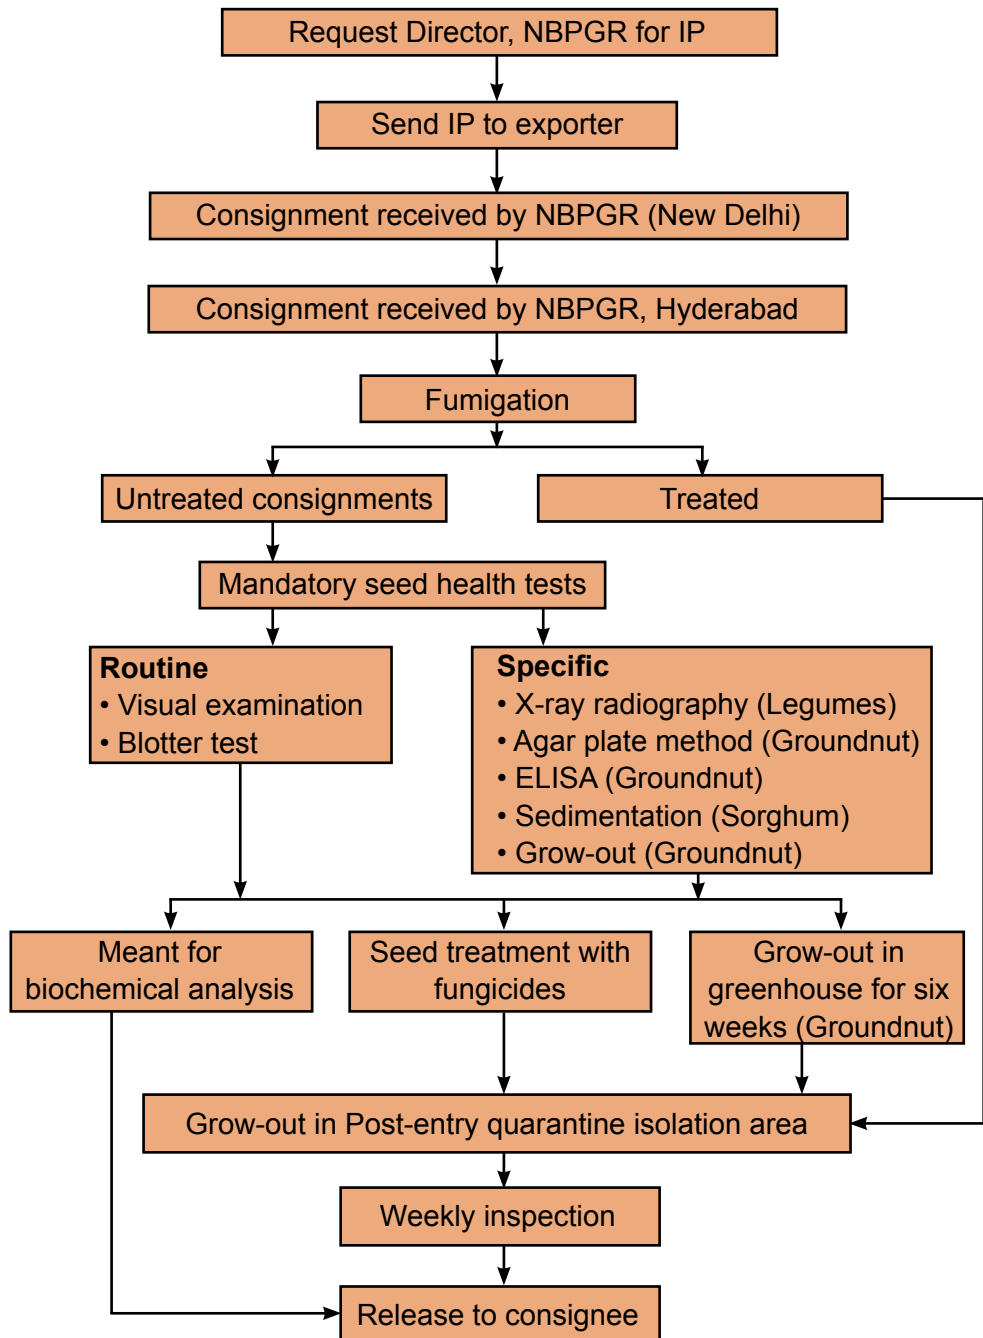 Request Director, NBPGR for IP
Send IP to exporter
Consignment received by NBPGR (New Delhi)
Consignment received by NBPGR, Hyderabad
Fumigation
Untreated consignments
Treated
Mandatory seed health tests
Routine
• Visual examination
• Blotter test
Specific
• X-ray radiography (Legumes)
• Agar plate method (Groundnut)
• ELISA (Groundnut)
• Sedimentation (Sorghum)
• Grow-out (Groundnut)
Meant for
biochemical analysis
Seed treatment with
fungicides
Grow-out in
greenhouse for six
weeks (Groundnut)
Grow-out in Post-entry quarantine isolation area
Weekly inspection
Release to consignee